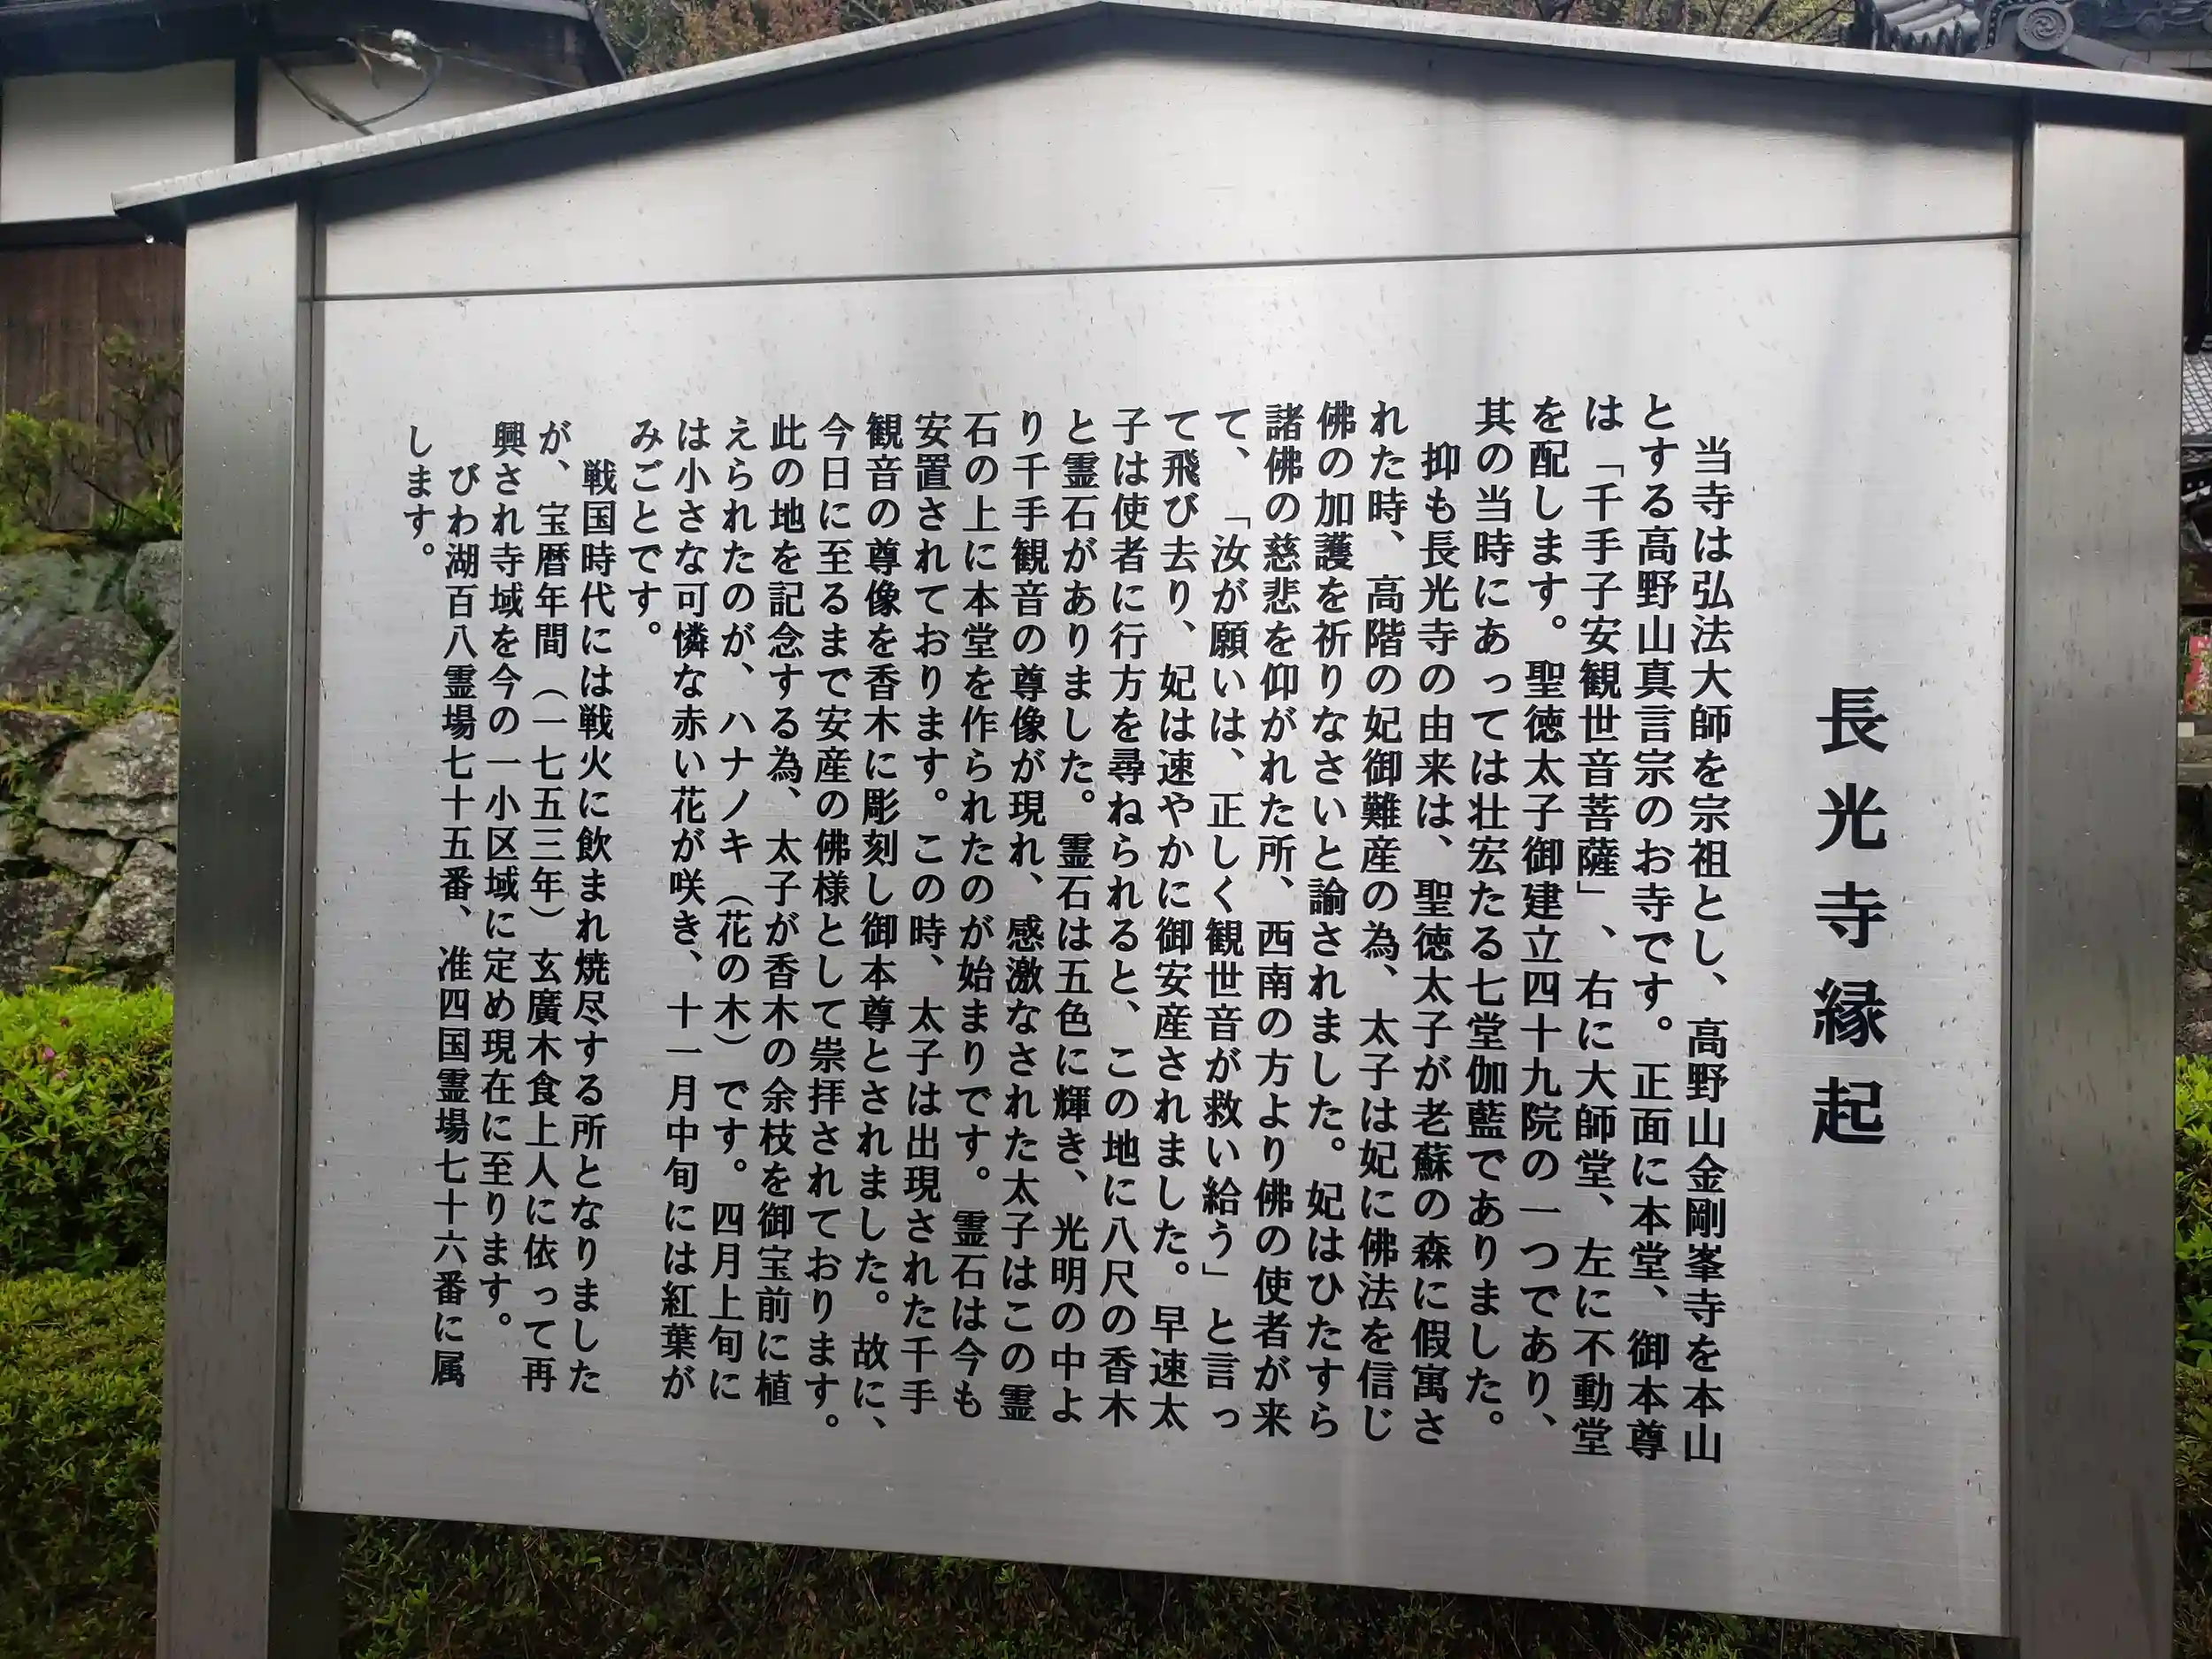 長光寺縁起
当寺は弘法大師を宗祖とし、高野山金剛峯寺を本山
とする高野山真言宗のお寺です。正面に本堂、御本尊
は「千手子安観世音菩薩」、右に大師堂、左に不動堂
を配します。聖徳太子御建立四十九院の一つであり、
其の当時にあっては壮宏たる七堂伽藍でありました。
抑も長光寺の由来は、聖徳太子が老蘇の森に假寓さ
れた時、高階の妃御難産の為、太子は妃に佛法を信じ
佛の加護を祈りなさいと諭されました。妃はひたすら
諸佛の慈悲を仰がれた所、西南の方より佛の使者が来
て、「汝が願いは、正しく観世音が救い給う」と言っ
て飛び去り、妃は速やかに御安産されました。早速太
子は使者に行方を尋ねられると、この地に八尺の香木
と霊石がありました。霊石は五色に輝き、光明の中よ
り千手観音の尊像が現れ、感激なされた太子はこの霊
石の上に本堂を作られたのが始まりです。霊石は今も
安置されております。この時、太子は出現された千手
観音の尊像を香木に彫刻し御本尊とされました。故に、
今日に至るまで安産の佛様として崇拝されております。
此の地を記念する為、太子が香木の余枝を御宝前に植
えられたのが、ハナノキ（花の木）です。四月上旬に
は小さな可憐な赤い花が咲き、十一月中旬には紅葉が
みごとです。
戦国時代には戦火に飲まれ焼尽する所となりました
が、宝暦年間（一七五三年）玄廣木食上人に依って再
興され寺域を今の一小区域に定め現在に至ります。
びわ湖百八霊場七十五番、准四国霊場七十六番に属
します。